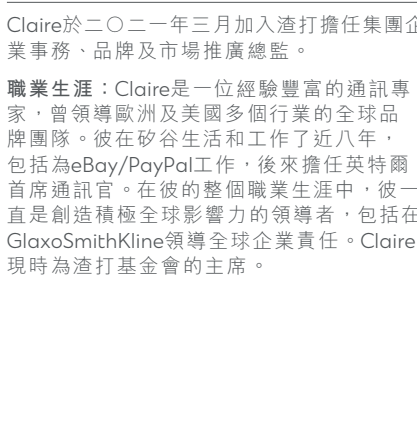 Claire於二〇二一年三月加入渣打擔任集團企
業事務、品牌及市場推廣總監。
職業生涯：Claire是一位經驗豐富的通訊專
家，曾領導歐洲及美國多個行業的全球品
牌團隊。彼在矽谷生活和工作了近八年，
包括為eBay/PayPal工作，後來擔任英特爾
首席通訊官。在彼的整個職業生涯中，彼一
直是創造積極全球影響力的領導者，包括在
GlaxoSmithKline領導全球企業責任。Claire
現時為渣打基金會的主席。